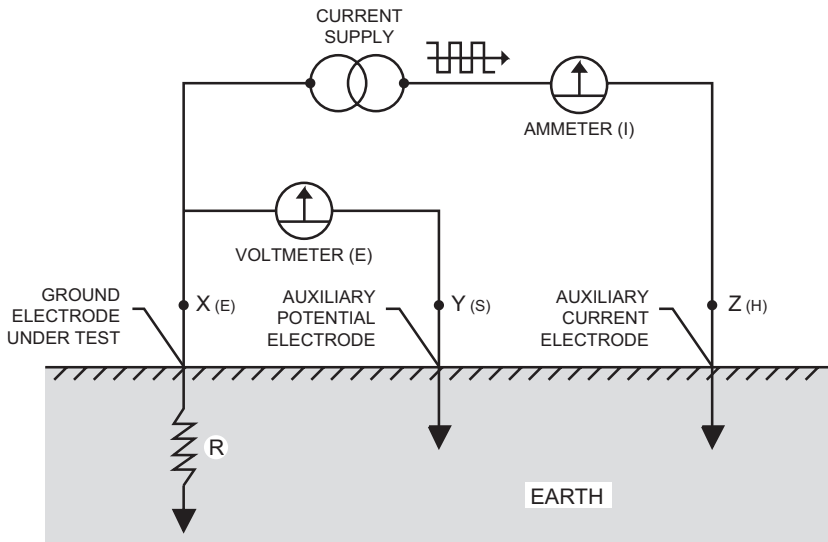 CURRENT
SUPPLY
AMMETER (I)
VOLTMETER (E)
GROUND
ELECTRODE
UNDER TEST
X (E)
AUXILIARY
POTENTIAL
ELECTRODE
Y (S)
AUXILIARY
CURRENT
ELECTRODE
Z (H)
R
EARTH